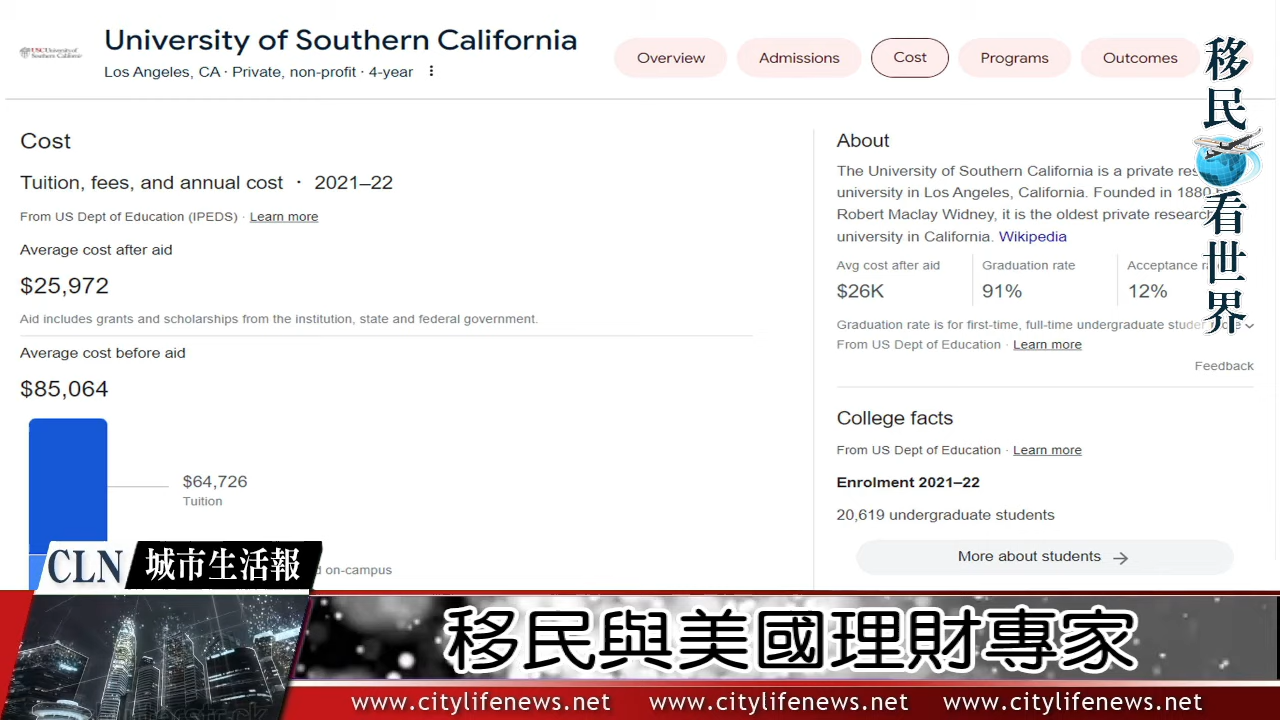 USC University of
Southern California
University of Southern California
Los Angeles, CA · Private, non-profit · 4-year
Overview
Admissions
Cost
Programs
Outcomes
移民看世界
Cost
Tuition, fees, and annual cost · 2021–22
From US Dept of Education (IPEDS) · Learn more
Average cost after aid
$25,972
Aid includes grants and scholarships from the institution, state and federal government.
Average cost before aid
$85,064
$64,726
Tuition
on-campus
About
The University of Southern California is a private
university in Los Angeles, California. Founded in 1880
Robert Maclay Widney, it is the oldest private research
university in California. Wikipedia
Avg cost after aid
$26K
Graduation rate
91%
Acceptance
12%
Graduation rate is for first-time, full-time undergraduate
From US Dept of Education · Learn more
Feedback
College facts
From US Dept of Education · Learn more
Enrolment 2021–22
20,619 undergraduate students
More about students →
CLN 城市生活報
移民與美國理財專家
www.citylifenews.net www.citylifenews.net www.citylifenews.net